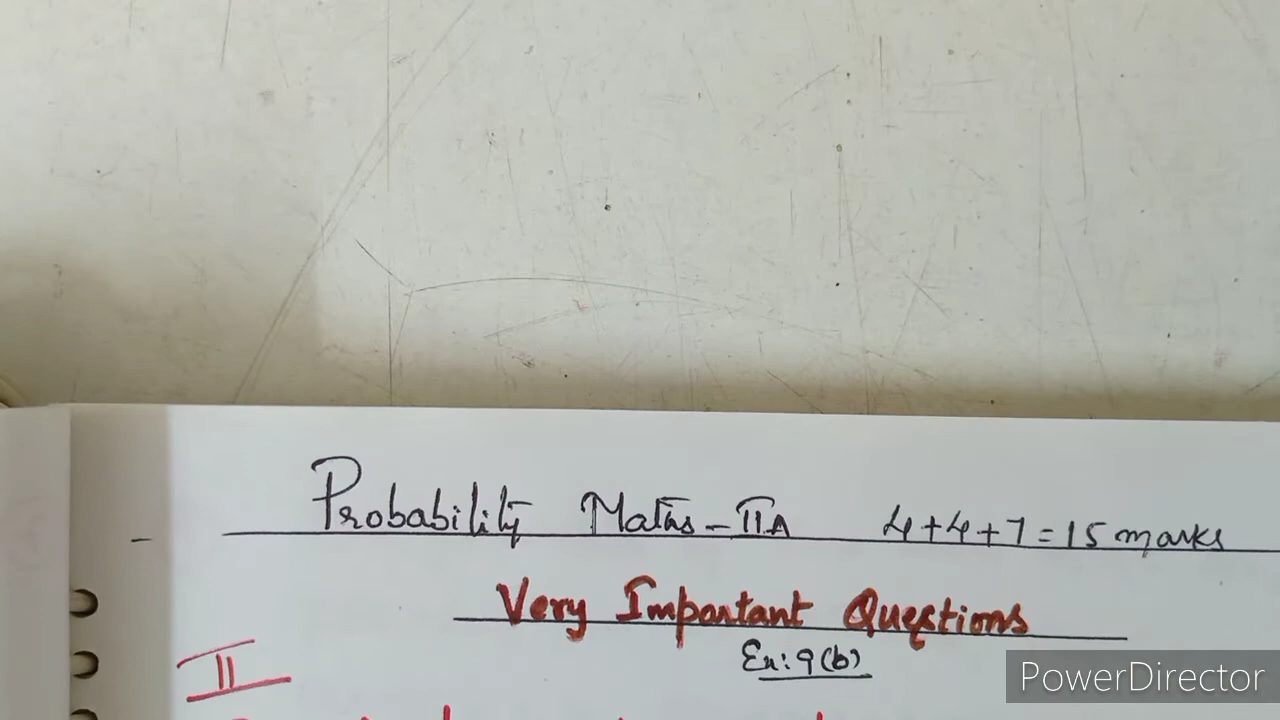 Probability Maths-IIA 4+4+7=15 marks
Very Important Questions
Ex: 9(b)
II
PowerDirector